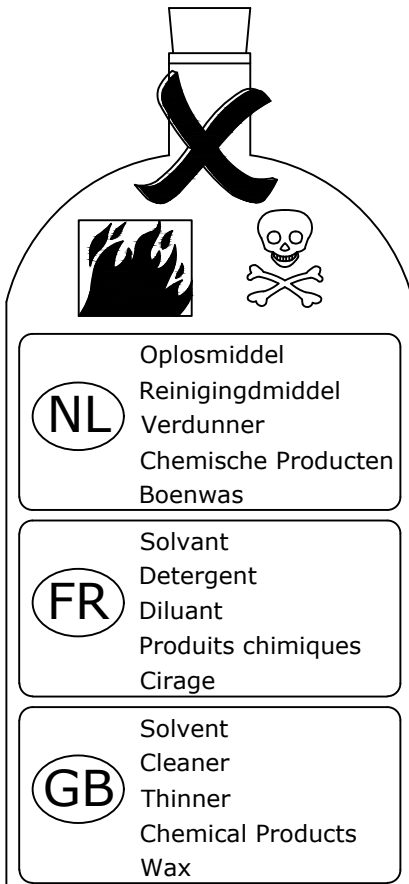 Oplosmiddel
Reinigingdmiddel
NL
Verdunner
Chemische Producten
Boenwas
Solvant
Detergent
FR
Diluant
Produits chimiques
Cirage
Solvent
Cleaner
GB
Thinner
Chemical Products
Wax